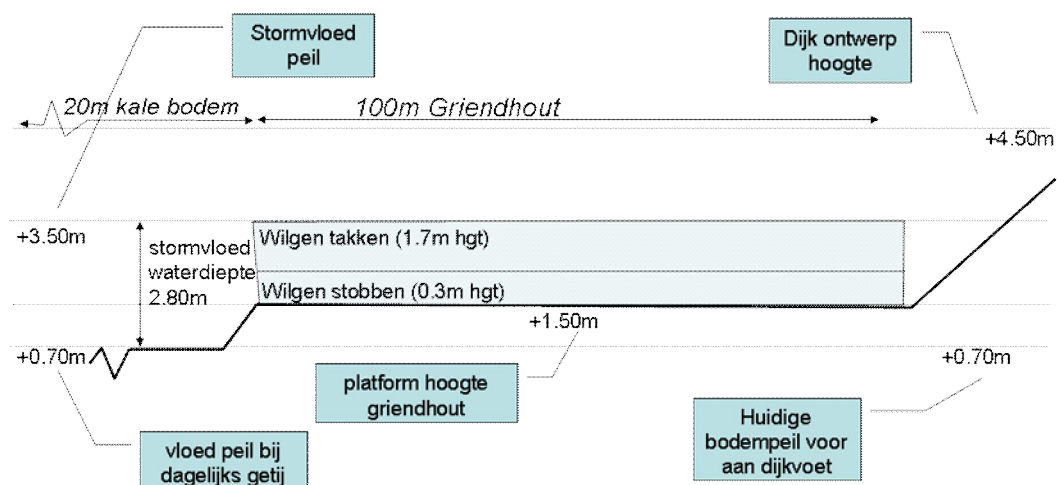 Stormvloed
peil
Dijk ontwerp
hoogte
20m kale bodem
100m Griendhout
+4.50m
+3.50m
stormvloed
waterdiepte
2.80m
Wilgen takken (1.7m hgt)
Wilgen stobben (0.3m hgt)
+1.50m
+0.70m
+0.70m
platform hoogte
griendhout
Huidige
bodempeil voor
aan dijkvoet
vloed peil bij
dagelijks getij